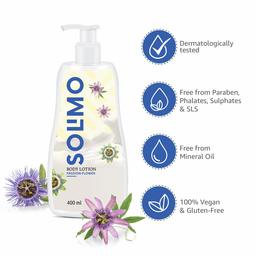 SOLIMO
BODY LOTION
PASSION FLOWER
400 ml
Dermatologically
tested
Free from Paraben,
Phalates, Sulphates
& SLS
Free from
Mineral Oil
100% Vegan
& Gluten-Free